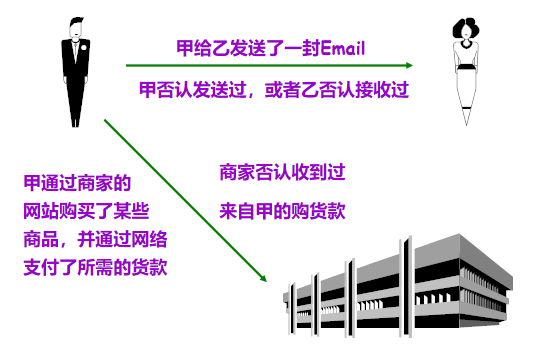 甲给乙发送了一封Email
甲否认发送过，或者乙否认接收过
商家否认收到过
来自甲的购货款
甲通过商家的
网站购买了某些
商品，并通过网络
支付了所需的货款